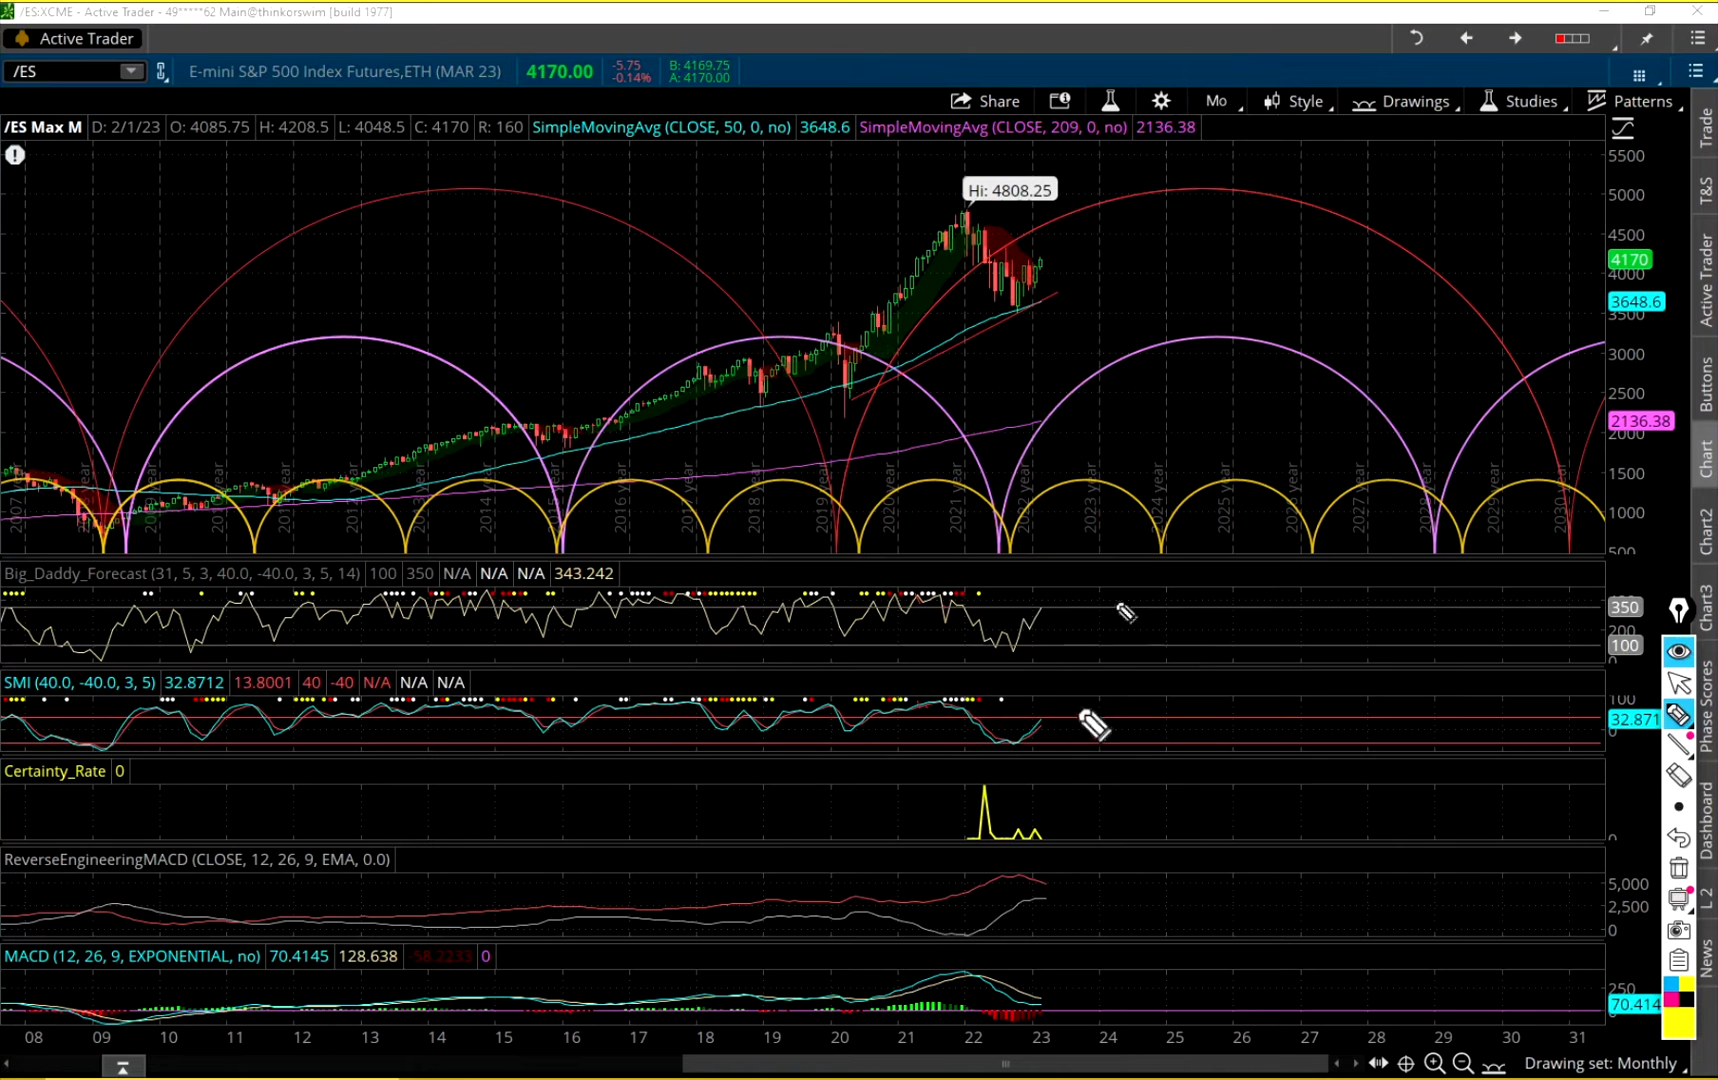 /ES:XCME - Active Trader - 49*****62 Main@thinkorswim [build 1977]
Active Trader
/ES
E-mini S&P 500 Index Futures,ETH (MAR 23)
4170.00
-5.75
-0.14%
B: 4169.75
A: 4170.00
Share
Mo
Style
Drawings
Studies
Patterns
/ES Max M D: 2/1/23 O: 4085.75 H: 4208.5 L: 4048.5 C: 4170 R: 160 SimpleMovingAvg (CLOSE, 50, 0, no) 3648.6 SimpleMovingAvg (CLOSE, 209, 0, no) 2136.38
Hi: 4808.25
5500
5000
4500
4170
4000
3648.6
3500
3000
2500
2136.38
2000
1500
1000
500
2014 year
2015 year
2016 year
2017 year
2018 year
2019 year
2021 year
2022 year
2023 year
2024 year
2025 year
2027 year
2028 year
2029 year
Big_Daddy_Forecast (31, 5, 3, 40.0, -40.0, 3, 5, 14) 100 350 N/A N/A N/A 343.242
350
200
100
0
SMI (40.0, -40.0, 3, 5) 32.8712 13.8001 40 -40 N/A N/A N/A
100
32.871
0
Certainty_Rate 0
0
ReverseEngineeringMACD (CLOSE, 12, 26, 9, EMA, 0.0)
5,000
2,500
0
MACD (12, 26, 9, EXPONENTIAL, no) 70.4145 128.638 -58.2233 0
250
70.414
08 09 10 11 12 13 14 15 16 17 18 19 20 21 22 23 24 25 26 27 28 29 30 31
Drawing set: Monthly
Trade
T&S
Active Trader
Buttons
Chart
Chart2
Chart3
Phase Scores
Dashboard
L 2
News